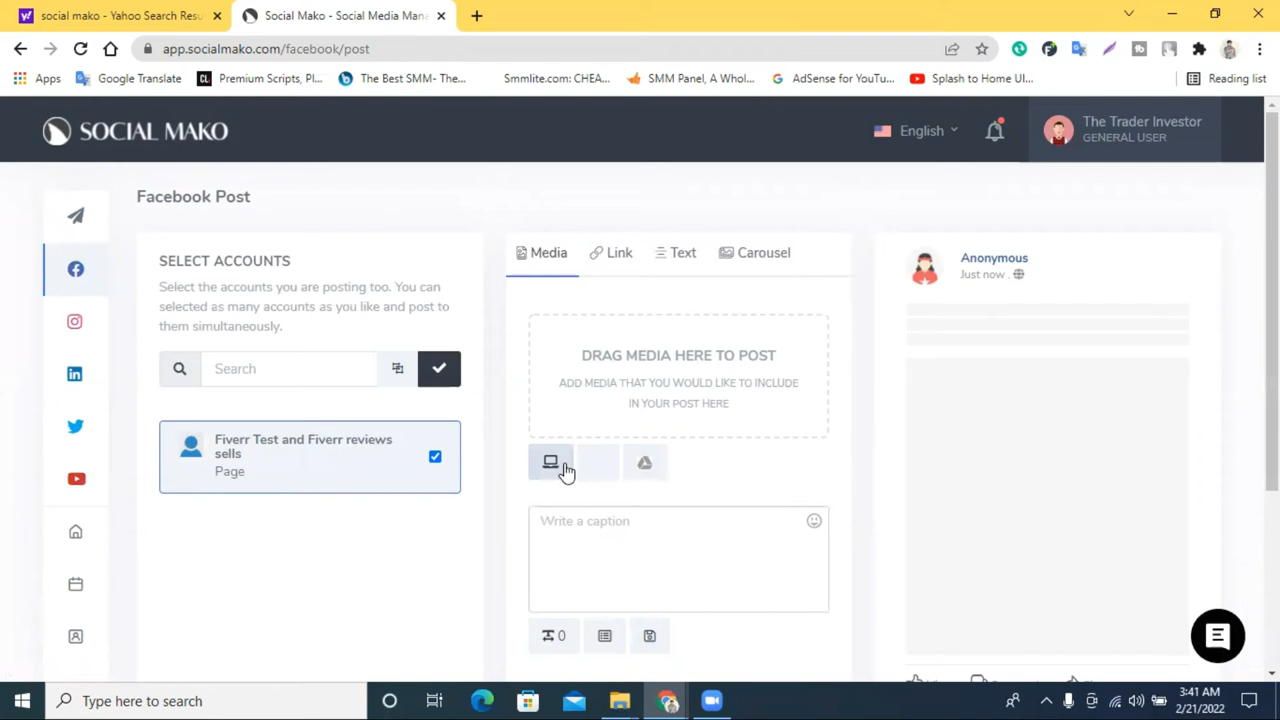 social mako - Yahoo Search Resu
Social Mako - Social Media Mana
app.socialmako.com/facebook/post
Apps
Google Translate
Premium Scripts, Pl...
The Best SMM- The...
Smmlite.com: CHEA...
SMM Panel, A Whol...
AdSense for YouTu...
Splash to Home UI...
Reading list
SOCIAL MAKO
English
The Trader Investor
GENERAL USER
Facebook Post
SELECT ACCOUNTS
Select the accounts you are posting too. You can
selected as many accounts as you like and post to
them simultaneously.
Search
Fiverr Test and Fiverr reviews
sells
Page
Media
Link
Text
Carousel
DRAG MEDIA HERE TO POST
ADD MEDIA THAT YOU WOULD LIKE TO INCLUDE
IN YOUR POST HERE
Write a caption
0
Anonymous
Just now .
Type here to search
3:41 AM
2/21/2022